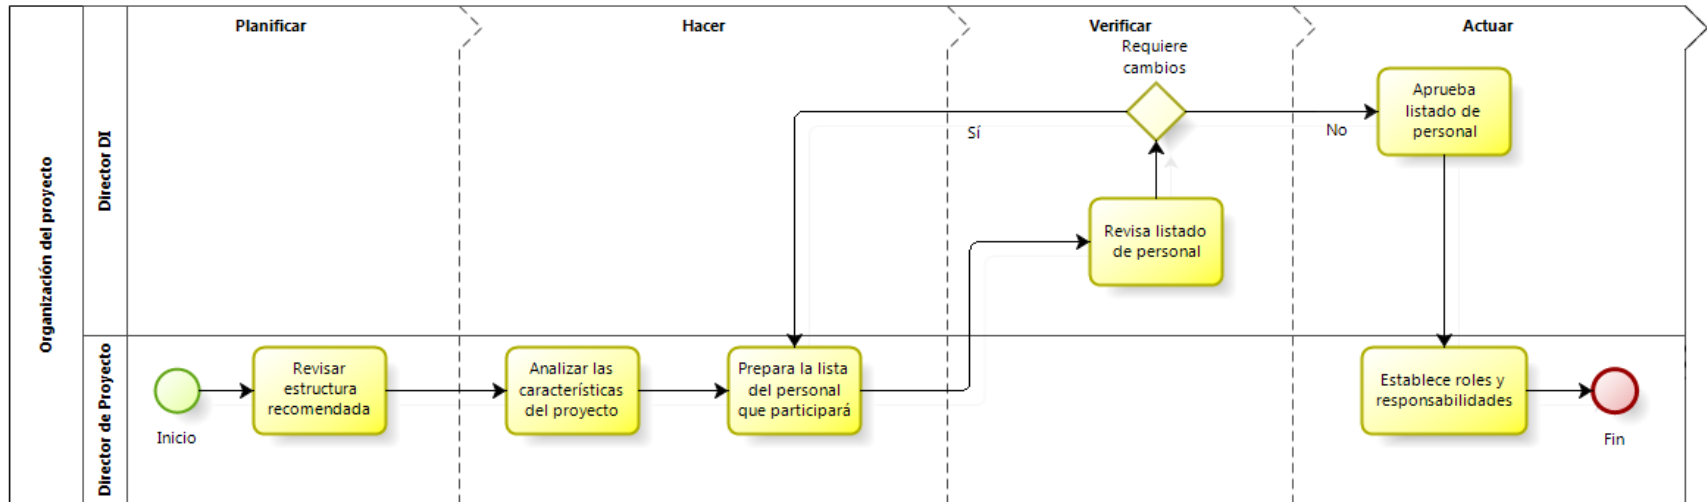 Planificar
Hacer
Verificar
Actuar
Organización del proyecto
Director DI
Requiere
cambios
Sí
No
Aprueba
listado de
personal
Revisa listado
de personal
Director de Proyecto
Inicio
Revisar
estructura
recomendada
Analizar las
características
del proyecto
Prepara la lista
del personal
que participará
Establece roles y
responsabilidades
Fin